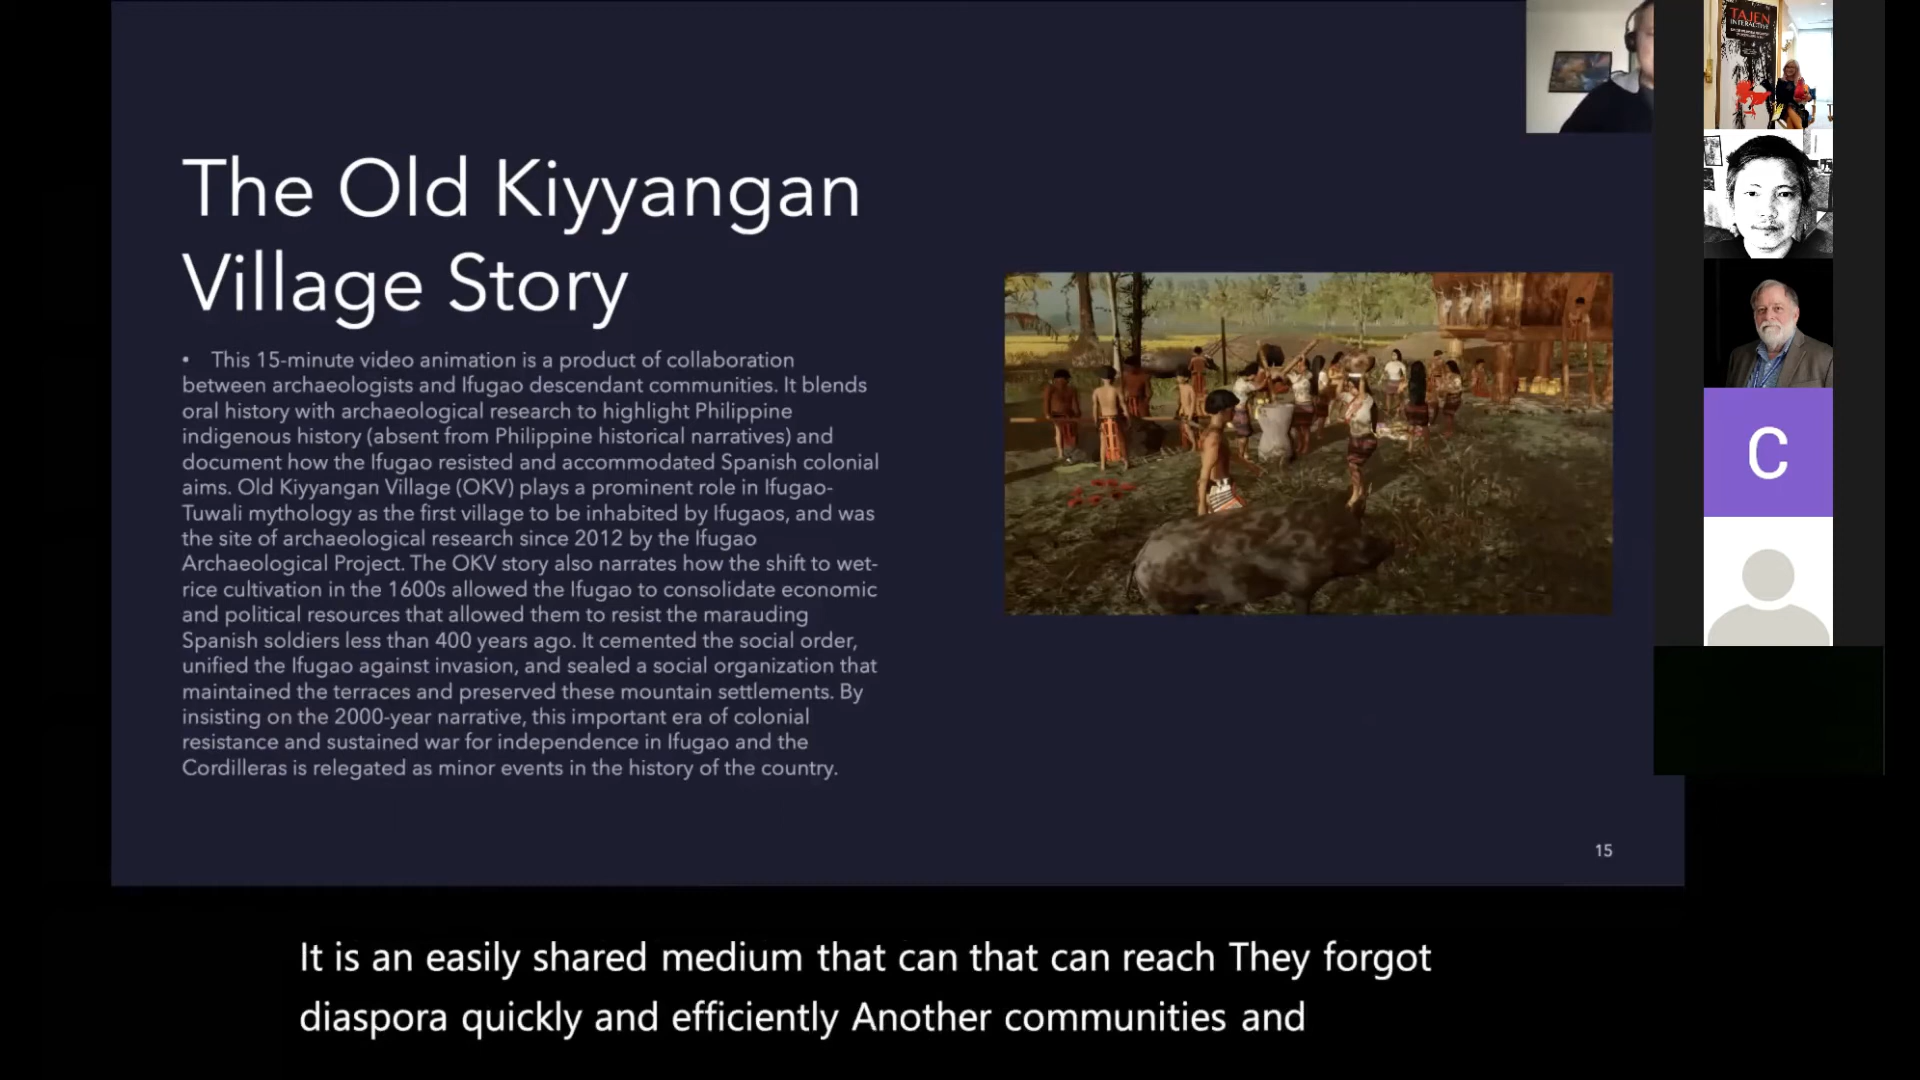 The Old Kiyyangan
Village Story
• This 15-minute video animation is a product of collaboration
between archaeologists and Ifugao descendant communities. It blends
oral history with archaeological research to highlight Philippine
indigenous history (absent from Philippine historical narratives) and
document how the Ifugao resisted and accommodated Spanish colonial
aims. Old Kiyyangan Village (OKV) plays a prominent role in Ifugao-
Tuwali mythology as the first village to be inhabited by Ifugaos, and was
the site of archaeological research since 2012 by the Ifugao
Archaeological Project. The OKV story also narrates how the shift to wet-
rice cultivation in the 1600s allowed the Ifugao to consolidate economic
and political resources that allowed them to resist the marauding
Spanish soldiers less than 400 years ago. It cemented the social order,
unified the Ifugao against invasion, and sealed a social organization that
maintained the terraces and preserved these mountain settlements. By
insisting on the 2000-year narrative, this important era of colonial
resistance and sustained war for independence in Ifugao and the
Cordilleras is relegated as minor events in the history of the country.
15
TAJEN
INTERACTIVE
C
It is an easily shared medium that can that can reach They forgot
diaspora quickly and efficiently Another communities and